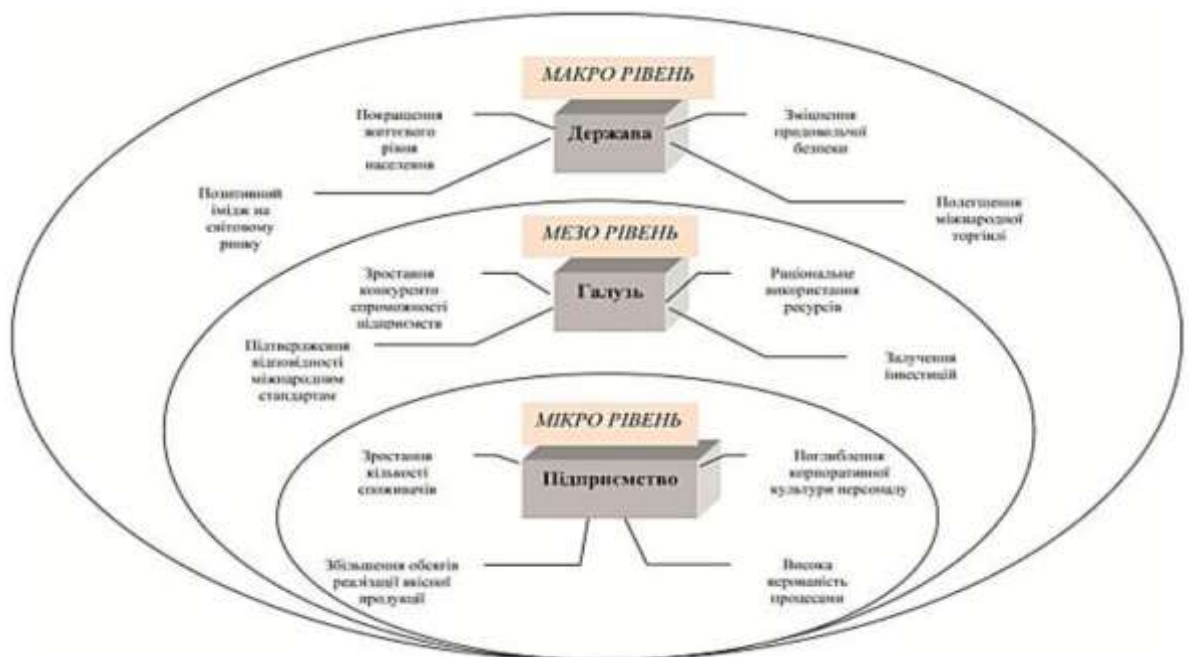 МАКРО РІВЕНЬ
Держава
Покращення
життєвого
рівня
населення
Зміцнення
продовольчої
безпеки
Позитивний
імідж на
світовому
ринку
Полегшення
міжнародної
торгівлі
МЕЗО РІВЕНЬ
Галузь
Зростання
конкуренто
спроможності
підприємств
Раціональне
використання
ресурсів
Підтвердження
відповідності
міжнародним
стандартам
Залучення
інвестицій
МІКРО РІВЕНЬ
Підприємство
Зростання
кількості
споживачів
Поглиблення
корпоративної
культури персоналу
Збільшення обсягів
реалізації якісної
продукції
Висока
керованість
процесами